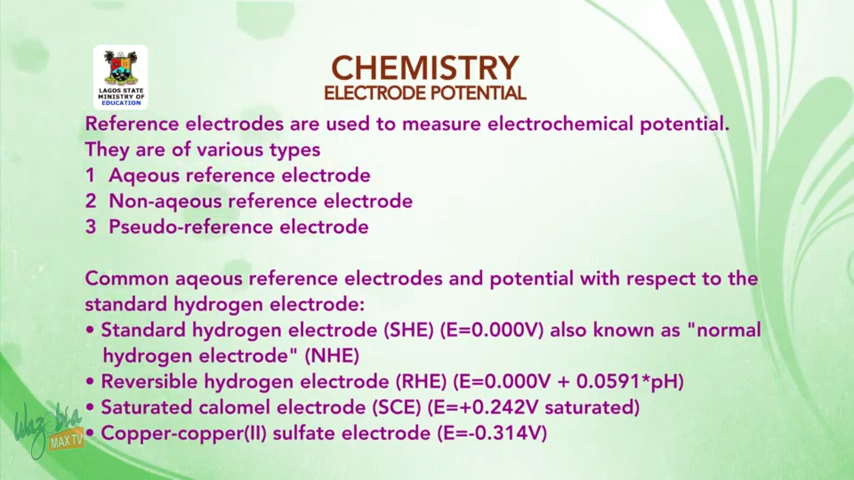 LAGOS STATE
MINISTRY OF
EDUCATION
CHEMISTRY
ELECTRODE POTENTIAL
Reference electrodes are used to measure electrochemical potential.
They are of various types
1 Aqeous reference electrode
2 Non-aqeous reference electrode
3 Pseudo-reference electrode
Common aqeous reference electrodes and potential with respect to the
standard hydrogen electrode:
• Standard hydrogen electrode (SHE) (E=0.000V) also known as "normal
hydrogen electrode" (NHE)
• Reversible hydrogen electrode (RHE) (E=0.000V + 0.0591*pH)
• Saturated calomel electrode (SCE) (E=+0.242V saturated)
• Copper-copper(II) sulfate electrode (E=-0.314V)
Wazobia
MAX TV